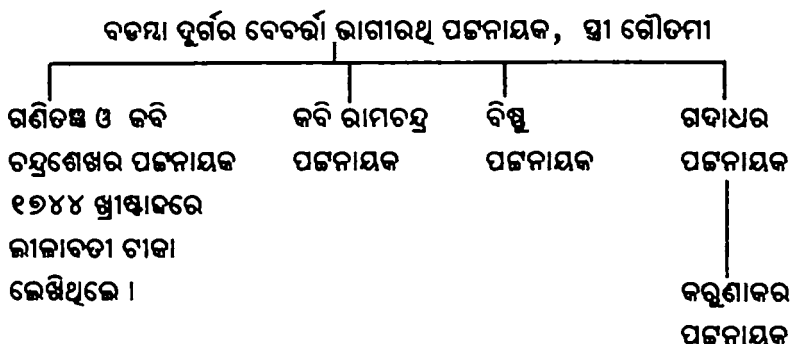 ବଡମ୍ୱା ଦୁର୍ଗର ବେବର୍ତ୍ତା ଭାଗୀରଥି ପଟ୍ଟନାୟକ, ସ୍ତ୍ରୀ ଗୌତମୀ
ଗଣିତଜ୍ଞ ଓ କବି
ଚନ୍ଦ୍ରଶେଖର ପଟ୍ଟନାୟକ
୧୭୪୪ ଖ୍ରୀଷ୍ଟାବ୍ଦରେ
ଲୀଳାବତୀ ଟୀକା
ଲେଖିଥିଲେ ।
କବି ରାମଚନ୍ଦ୍ର
ପଟ୍ଟନାୟକ
ବିଷ୍ଣୁ
ପଟ୍ଟନାୟକ
ଗଦାଧର
ପଟ୍ଟନାୟକ
କରୁଣାକର
ପଟ୍ଟନାୟକ